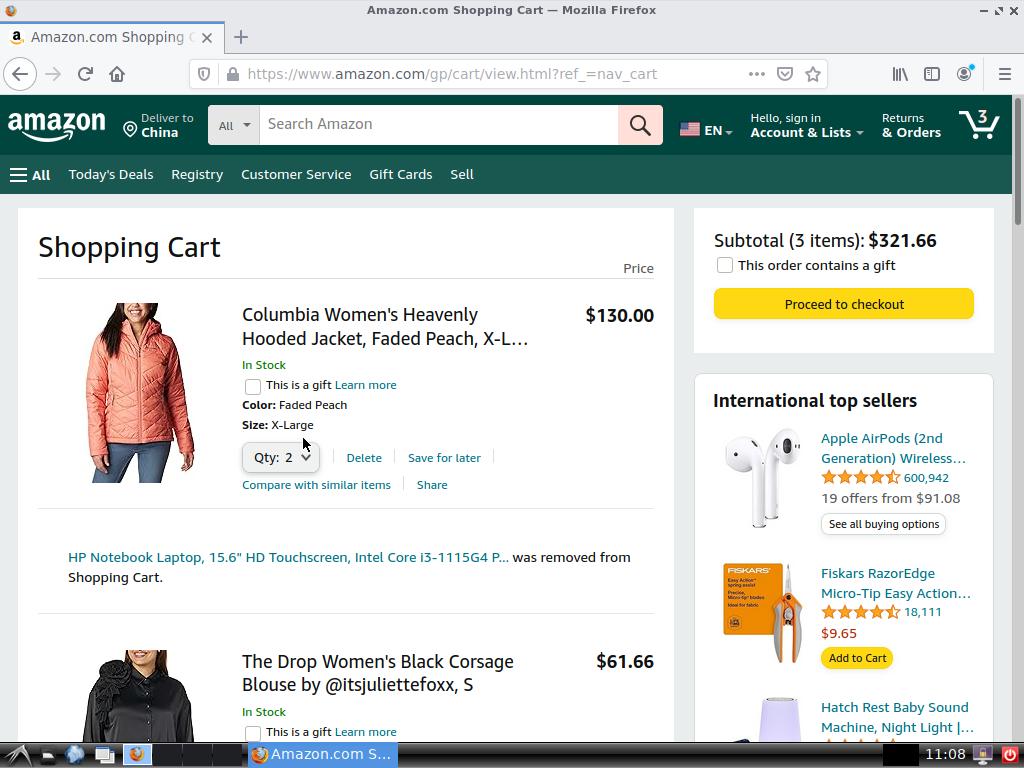 Amazon.com Shopping Cart — Mozilla Firefox
Amazon.com Shopping C
https://www.amazon.com/gp/cart/view.html?ref_=nav_cart
amazon
Deliver to
China
All
Search Amazon
EN
Hello, sign in
Account & Lists
Returns
& Orders
3
All
Today's Deals
Registry
Customer Service
Gift Cards
Sell
Shopping Cart
Price
Columbia Women's Heavenly
Hooded Jacket, Faded Peach, X-L...
$130.00
In Stock
This is a gift Learn more
Color: Faded Peach
Size: X-Large
Qty: 2
Delete
Save for later
Compare with similar items
Share
HP Notebook Laptop, 15.6" HD Touchscreen, Intel Core i3-1115G4 P... was removed from
Shopping Cart.
The Drop Women's Black Corsage
Blouse by @itsjuliettefoxx, S
$61.66
In Stock
This is a gift Learn more
Subtotal (3 items): $321.66
This order contains a gift
Proceed to checkout
International top sellers
Apple AirPods (2nd
Generation) Wireless...
600,942
19 offers from $91.08
See all buying options
FISKARS
Fiskars RazorEdge
Micro-Tip Easy Action...
18,111
$9.65
Add to Cart
Hatch Rest Baby Sound
Machine, Night Light |...
Amazon.com S...
11:08